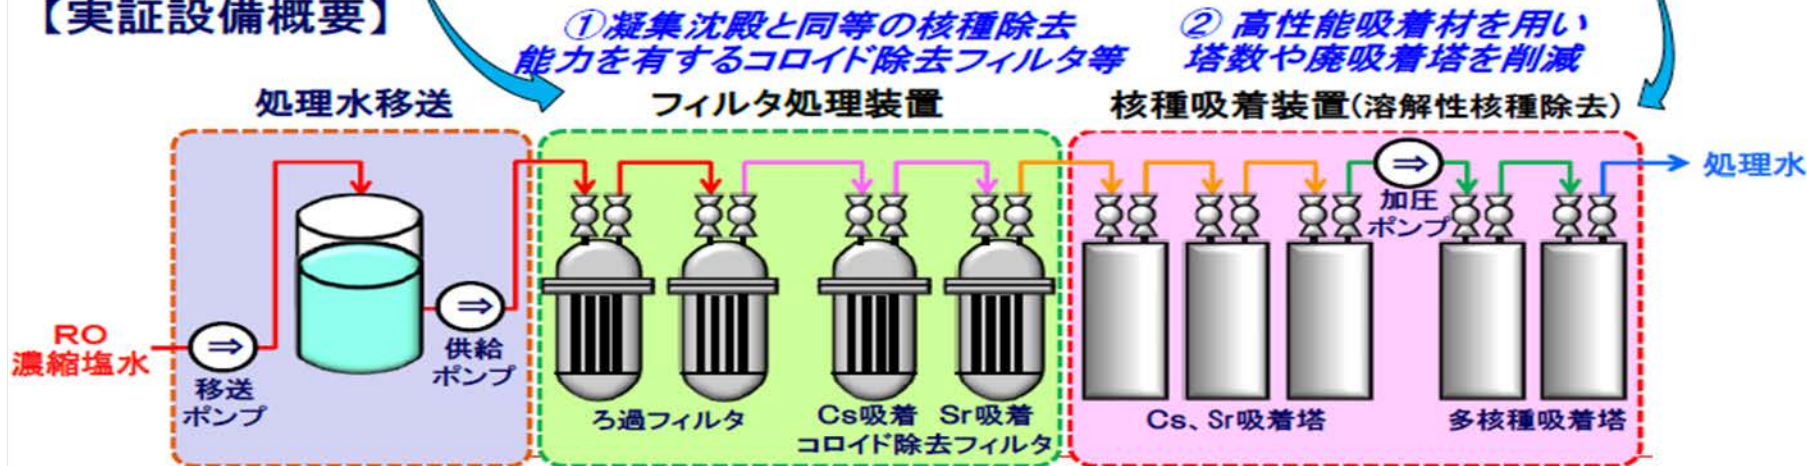 【実証設備概要】
①凝集沈殿と同等の核種除去
能力を有するコロイド除去フィルタ等
② 高性能吸着材を用い
塔数や廃吸着塔を削減
処理水移送
フィルタ処理装置
核種吸着装置(溶解性核種除去)
RO
濃縮塩水
⇒
移送
ポンプ
⇒
供給
ポンプ
ろ過フィルタ
Cs吸着 Sr吸着
コロイド除去フィルタ
⇒
加圧
ポンプ
Cs、Sr吸着塔
多核種吸着塔
処理水